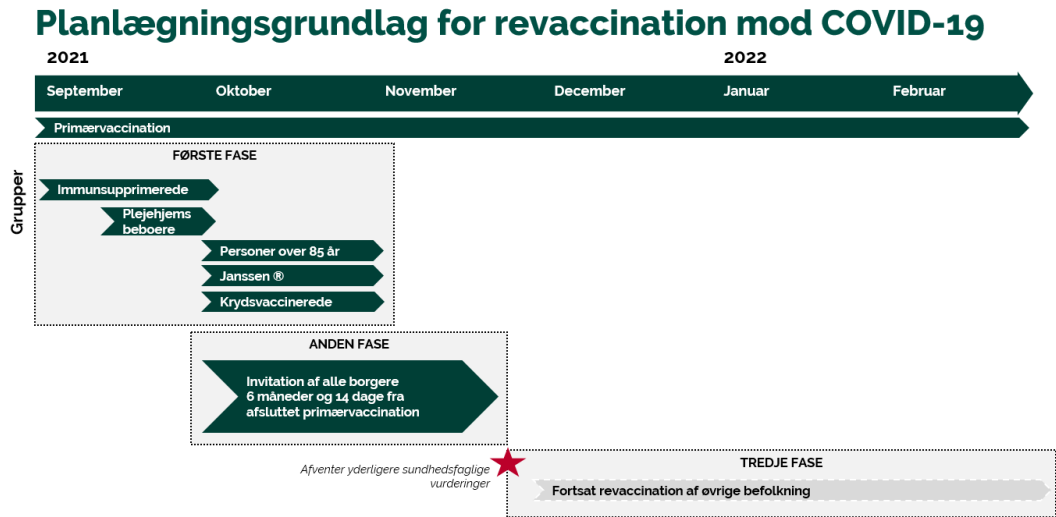 Planlægningsgrundlag for revaccination mod COVID-19
2021
2022
September
Oktober
November
December
Januar
Februar
Primærvaccination
Grupper
FØRSTE FASE
Immunsupprimerede
Plejehjems
beboere
Personer over 85 år
Janssen ®
Krydsvaccinerede
ANDEN FASE
Invitation af alle borgere
6 måneder og 14 dage fra
afsluttet primærvaccination
Afventer yderligere sundhedsfaglige
vurderinger
TREDJE FASE
Fortsat revaccination af øvrige befolkning